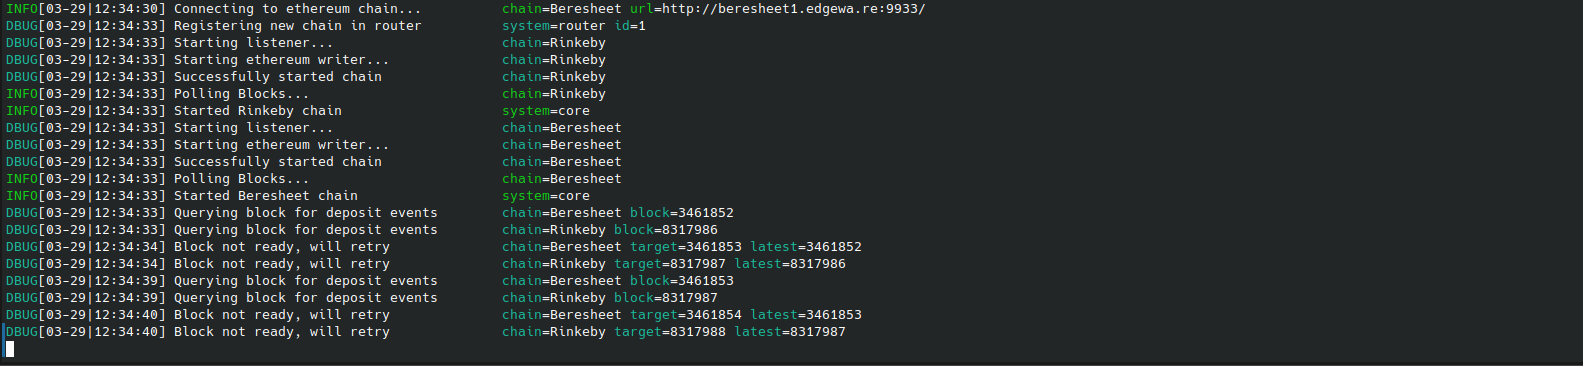 INFO[03-29|12:34:30] Connecting to ethereum chain... chain=Beresheet url=http://beresheet1.edgewa.re:9933/
DBUG[03-29|12:34:33] Registering new chain in router system=router id=1
DBUG[03-29|12:34:33] Starting listener... chain=Rinkeby
DBUG[03-29|12:34:33] Starting ethereum writer... chain=Rinkeby
DBUG[03-29|12:34:33] Successfully started chain chain=Rinkeby
INFO[03-29|12:34:33] Polling Blocks... chain=Rinkeby
INFO[03-29|12:34:33] Started Rinkeby chain system=core
DBUG[03-29|12:34:33] Starting listener... chain=Beresheet
DBUG[03-29|12:34:33] Starting ethereum writer... chain=Beresheet
DBUG[03-29|12:34:33] Successfully started chain chain=Beresheet
INFO[03-29|12:34:33] Polling Blocks... chain=Beresheet
INFO[03-29|12:34:33] Started Beresheet chain system=core
DBUG[03-29|12:34:33] Querying block for deposit events chain=Beresheet block=3461852
DBUG[03-29|12:34:33] Querying block for deposit events chain=Rinkeby block=8317986
DBUG[03-29|12:34:34] Block not ready, will retry chain=Beresheet target=3461853 latest=3461852
DBUG[03-29|12:34:34] Block not ready, will retry chain=Rinkeby target=8317987 latest=8317986
DBUG[03-29|12:34:39] Querying block for deposit events chain=Beresheet block=3461853
DBUG[03-29|12:34:39] Querying block for deposit events chain=Rinkeby block=8317987
DBUG[03-29|12:34:40] Block not ready, will retry chain=Beresheet target=3461854 latest=3461853
DBUG[03-29|12:34:40] Block not ready, will retry chain=Rinkeby target=8317988 latest=8317987